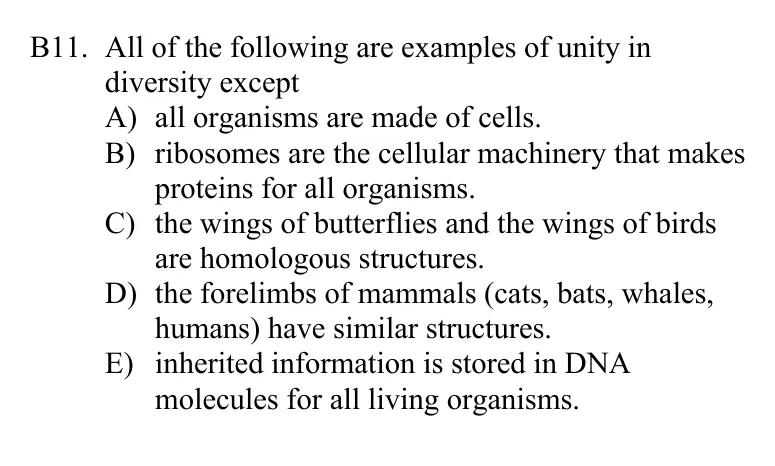 B11. All of the following are examples of unity in
diversity except
A) all organisms are made of cells.
B) ribosomes are the cellular machinery that makes
proteins for all organisms.
C) the wings of butterflies and the wings of birds
are homologous structures.
D) the forelimbs of mammals (cats, bats, whales,
humans) have similar structures.
E) inherited information is stored in DNA
molecules for all living organisms.